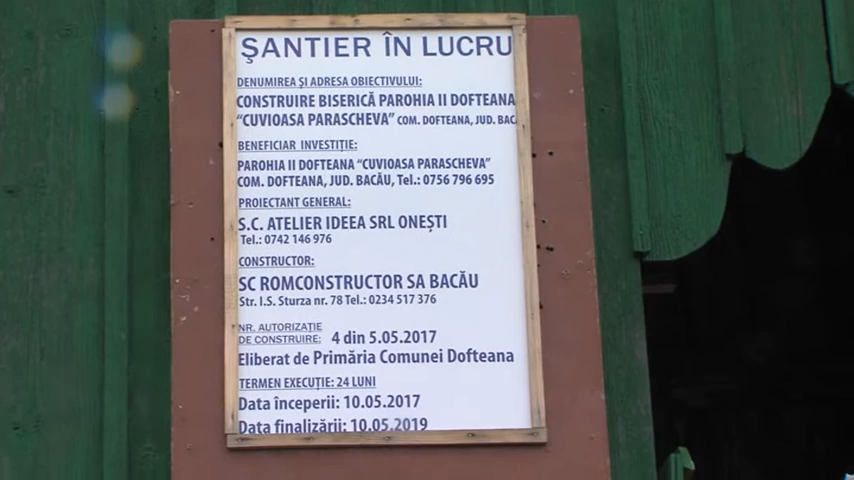 ŞANTIER ÎN LUCRU
DENUMIREA ŞI ADRESA OBIECTIVULUI:
CONSTRUIRE BISERICĂ PAROHIA II DOFTEANA
“CUVIOASA PARASCHEVA” COM. DOFTEANA, JUD.
BENEFICIAR INVESTIŢIE:
PAROHIA II DOFTEANA “CUVIOASA PARASCHEVA”
COM. DOFTEANA, JUD. BACĂU, Tel.: 0756 796 695
PROIECTANT GENERAL:
S.C. ATELIER IDEEA SRL ONEŞTI
Tel.: 0742 146 976
CONSTRUCTOR:
SC ROMCONSTRUCTOR SA BACĂU
Str. I.S. Sturza nr. 78 Tel.: 0234 517 376
NR. AUTORIZAŢIE
DE CONSTRUIRE: 4 din 5.05.2017
Eliberat de Primăria Comunei Dofteana
TERMEN EXECUŢIE: 24 LUNI
Data începerii: 10.05.2017
Data finalizării: 10.05.2019